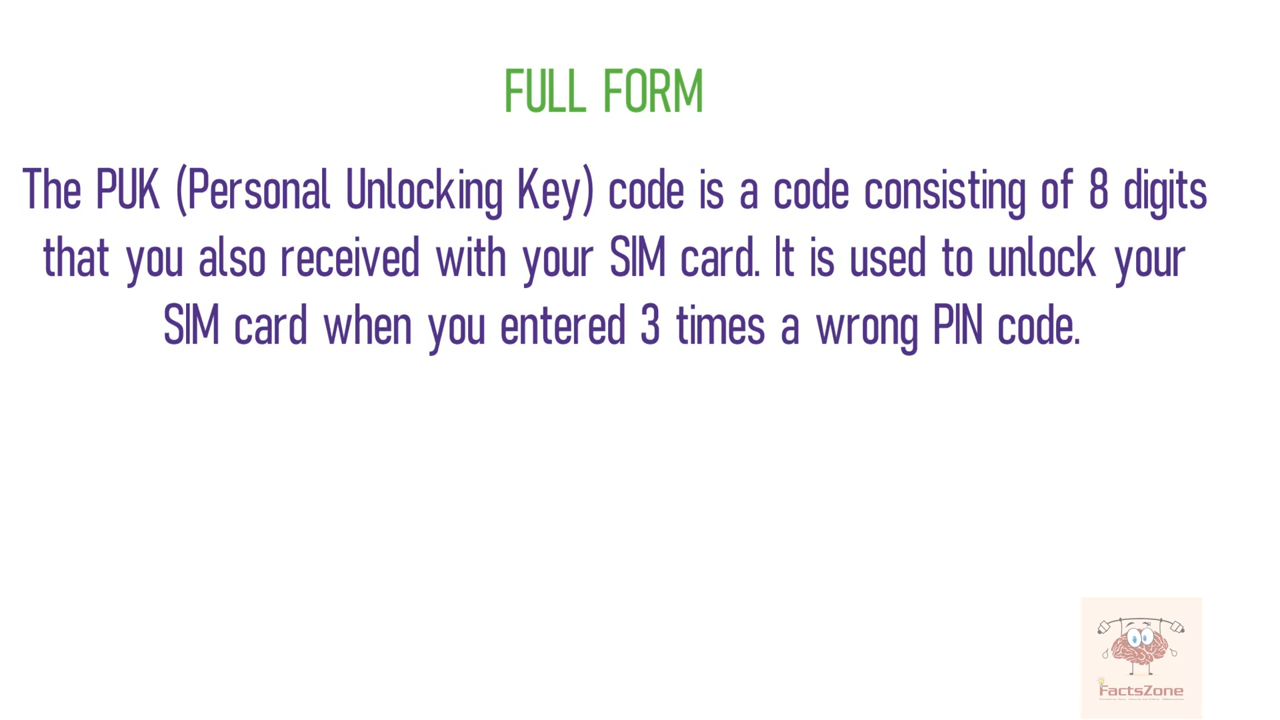 FULL FORM
The PUK (Personal Unlocking Key) code is a code consisting of 8 digits
that you also received with your SIM card. It is used to unlock your
SIM card when you entered 3 times a wrong PIN code.
FactsZone